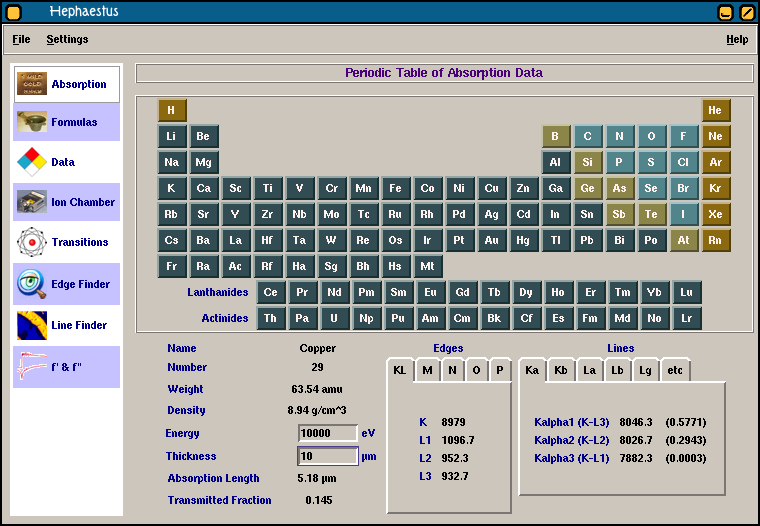 Hephaestus
File Settings Help
Absorption
Formulas
Data
Ion Chamber
Transitions
Edge Finder
Line Finder
f' & f"
Periodic Table of Absorption Data
H He
Li Be B C N O F Ne
Na Mg Al Si P S Cl Ar
K Ca Sc Ti V Cr Mn Fe Co Ni Cu Zn Ga Ge As Se Br Kr
Rb Sr Y Zr Nb Mo Tc Ru Rh Pd Ag Cd In Sn Sb Te I Xe
Cs Ba La Hf Ta W Re Os Ir Pt Au Hg Tl Pb Bi Po At Rn
Fr Ra Ac Rf Ha Sg Bh Hs Mt
Lanthanides Ce Pr Nd Pm Sm Eu Gd Tb Dy Ho Er Tm Yb Lu
Actinides Th Pa U Np Pu Am Cm Bk Cf Es Fm Md No Lr
Name Copper
Number 29
Weight 63.54 amu
Density 8.94 g/cm^3
Energy 10000 eV
Thickness 10 µm
Absorption Length 5.18 µm
Transmitted Fraction 0.145
Edges
KL M N O P
K 8979
L1 1096.7
L2 952.3
L3 932.7
Lines
Ka Kb La Lb Lg etc
Kalpha1 (K-L3) 8046.3 (0.5771)
Kalpha2 (K-L2) 8026.7 (0.2943)
Kalpha3 (K-L1) 7882.3 (0.0003)